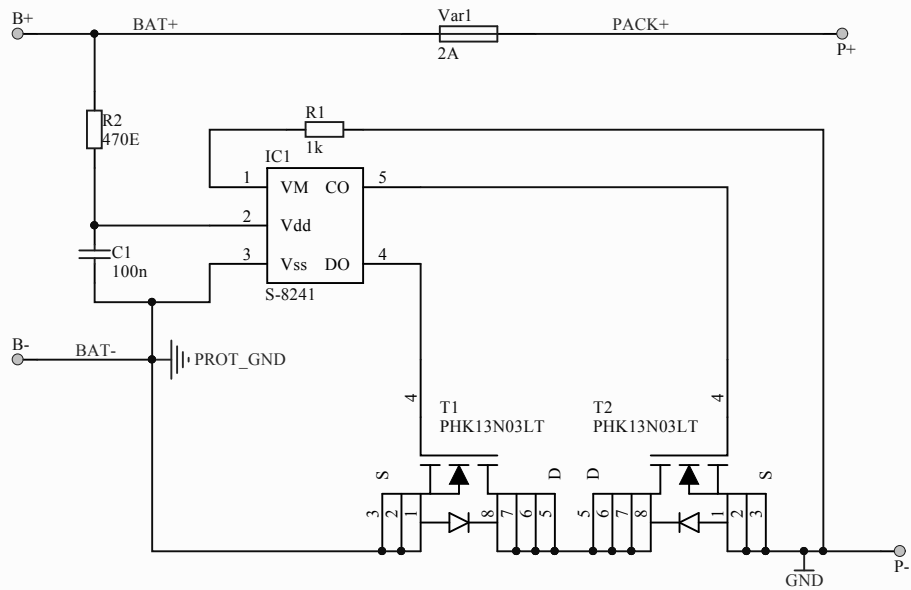 B+
BAT+
Var1
2A
PACK+
P+
R2
470E
R1
1k
IC1
1
VM
CO
5
2
Vdd
3
Vss
DO
4
S-8241
C1
100n
B-
BAT-
PROT_GND
4
T1
PHK13N03LT
T2
PHK13N03LT
4
S
D
D
S
3
2
1
8
7
6
5
5
6
7
8
1
2
3
GND
P-